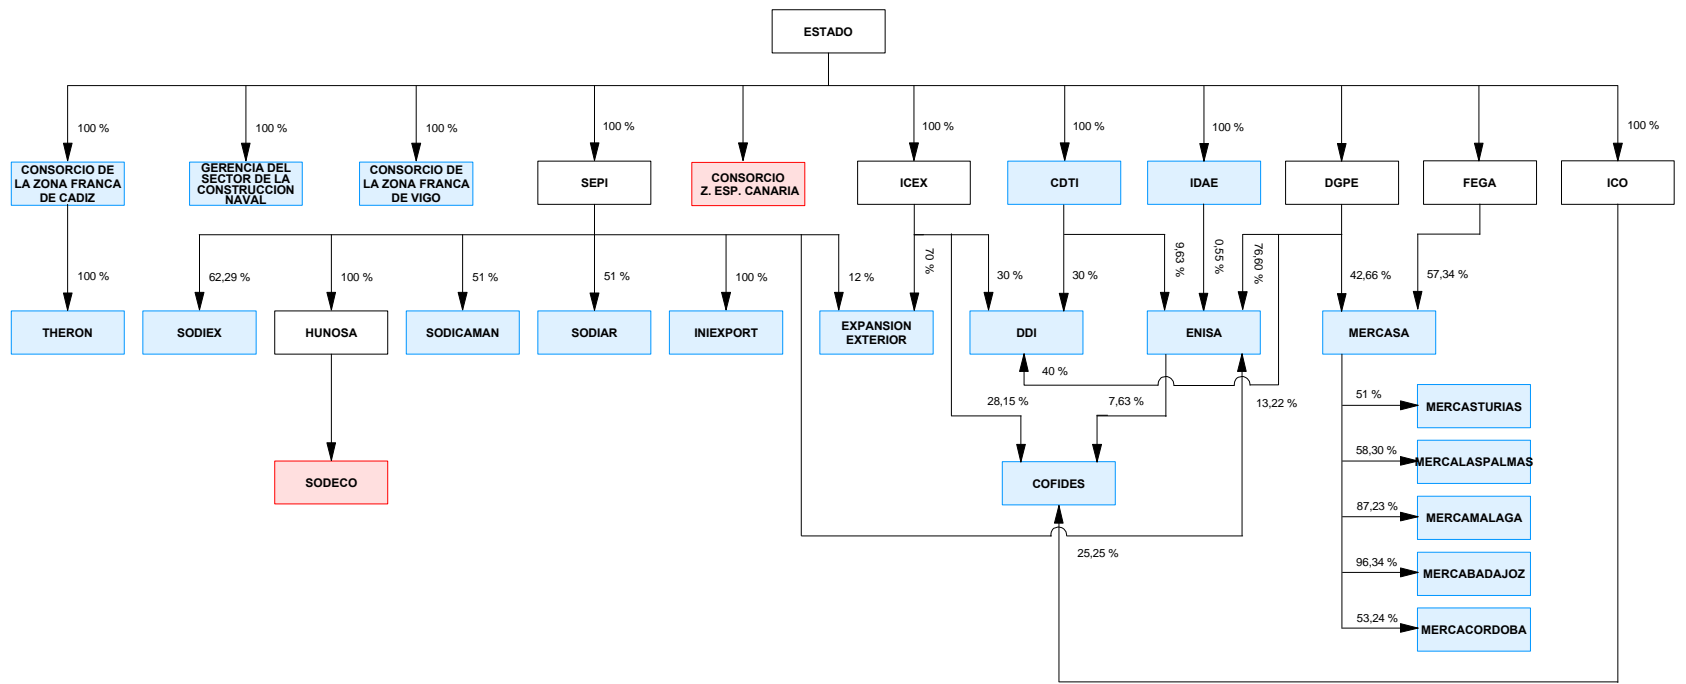 ESTADO
100 %
100 %
100 %
100 %
100 %
100 %
100 %
100 %
CONSORCIO DE
LA ZONA FRANCA
DE CADIZ
GERENCIA DEL
SECTOR DE LA
CONSTRUCCION
NAVAL
CONSORCIO DE
LA ZONA FRANCA
DE VIGO
SEPI
CONSORCIO
Z. ESP. CANARIA
ICEX
CDTI
IDAE
DGPE
FEGA
ICO
100 %
62,29 %
100 %
51 %
51 %
100 %
12 %
70 %
30 %
30 %
9,63 %
0,55 %
76,60 %
42,66 %
57,34 %
THERON
SODIEX
HUNOSA
SODICAMAN
SODIAR
INIEXPORT
EXPANSION
EXTERIOR
DDI
ENISA
MERCASA
40 %
28,15 %
7,63 %
13,22 %
51 %
MERCASTURIAS
58,30 %
MERCALASPALMAS
SODECO
COFIDES
87,23 %
MERCAMALAGA
25,25 %
96,34 %
MERCABADAJOZ
53,24 %
MERCACORDOBA